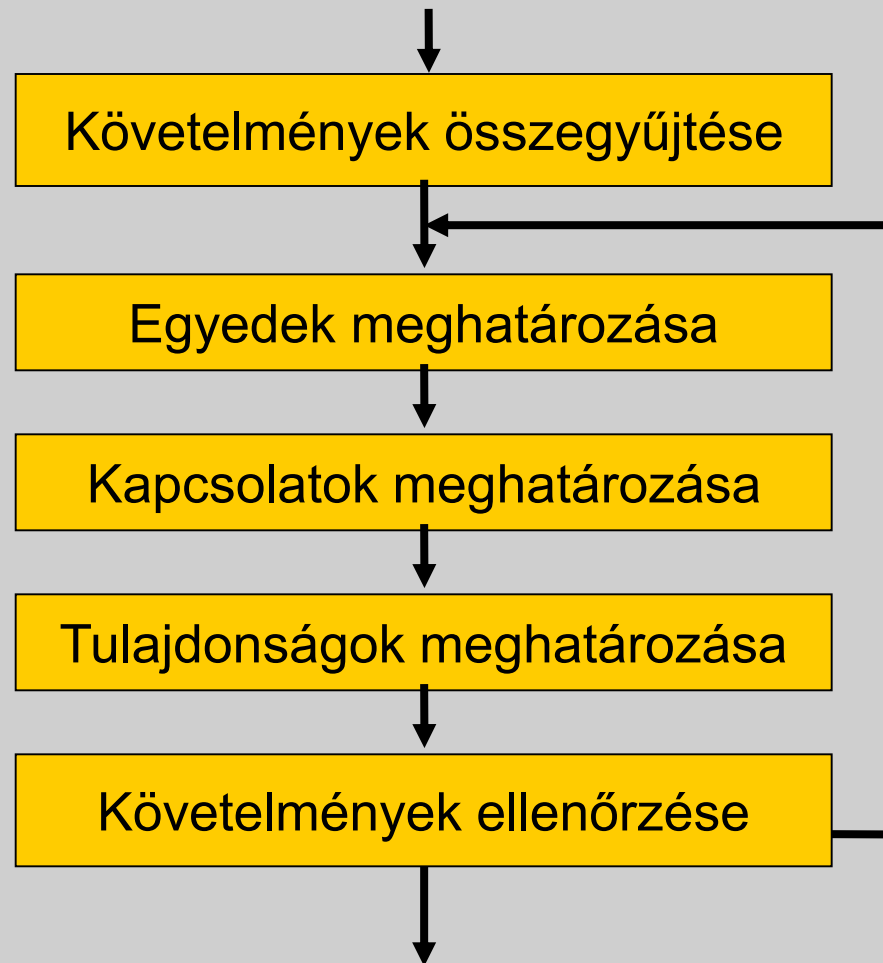 Követelmények összegyűjtése
Egyedek meghatározása
Kapcsolatok meghatározása
Tulajdonságok meghatározása
Követelmények ellenőrzése